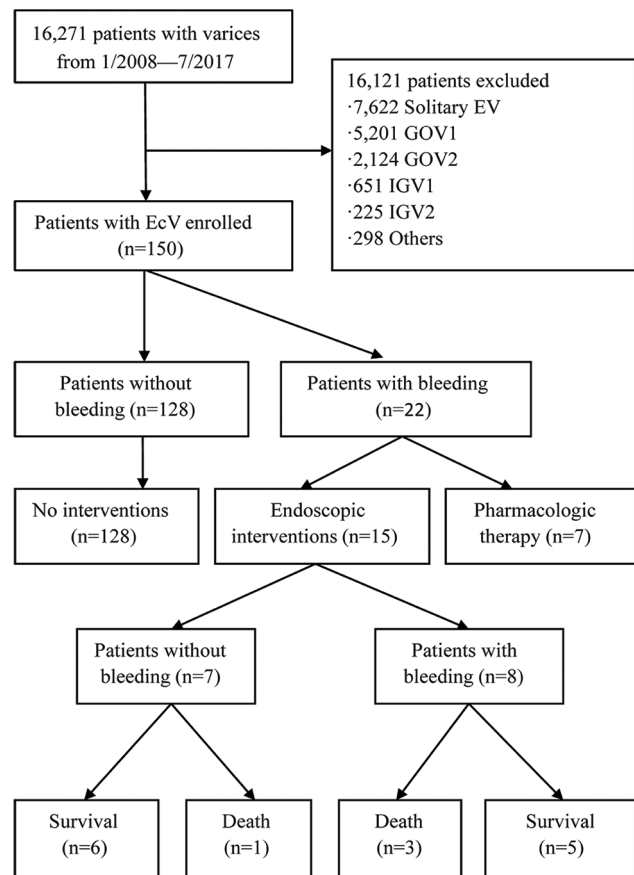 16,271 patients with varices
from 1/2008—7/2017
16,121 patients excluded
·7,622 Solitary EV
·5,201 GOV1
·2,124 GOV2
·651 IGV1
·225 IGV2
·298 Others
Patients with EcV enrolled
(n=150)
Patients without
bleeding (n=128)
Patients with bleeding
(n=22)
No interventions
(n=128)
Endoscopic
interventions (n=15)
Pharmacologic
therapy (n=7)
Patients without
bleeding (n=7)
Patients with
bleeding (n=8)
Survival
(n=6)
Death
(n=1)
Death
(n=3)
Survival
(n=5)